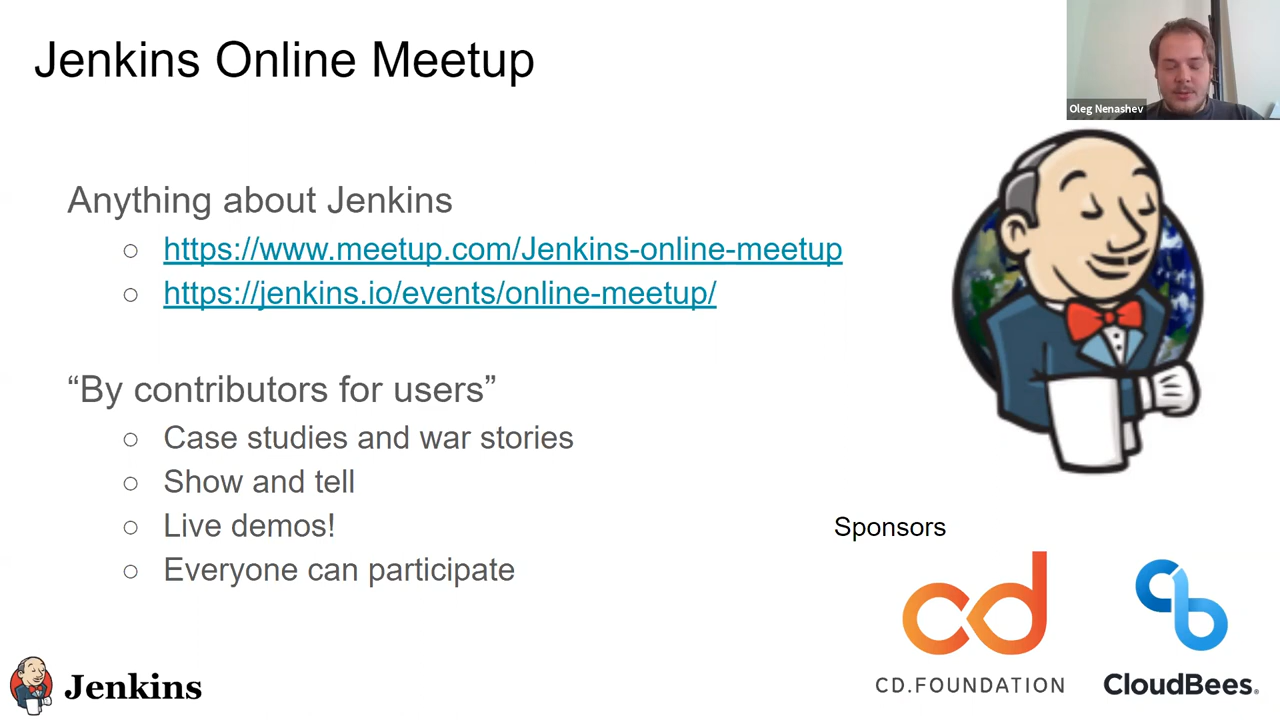 Jenkins Online Meetup
Oleg Nenashev
Anything about Jenkins
https://www.meetup.com/Jenkins-online-meetup
https://jenkins.io/events/online-meetup/
“By contributors for users”
Case studies and war stories
Show and tell
Live demos!
Everyone can participate
Sponsors
cd
CD.FOUNDATION
cb
CloudBees®
Jenkins